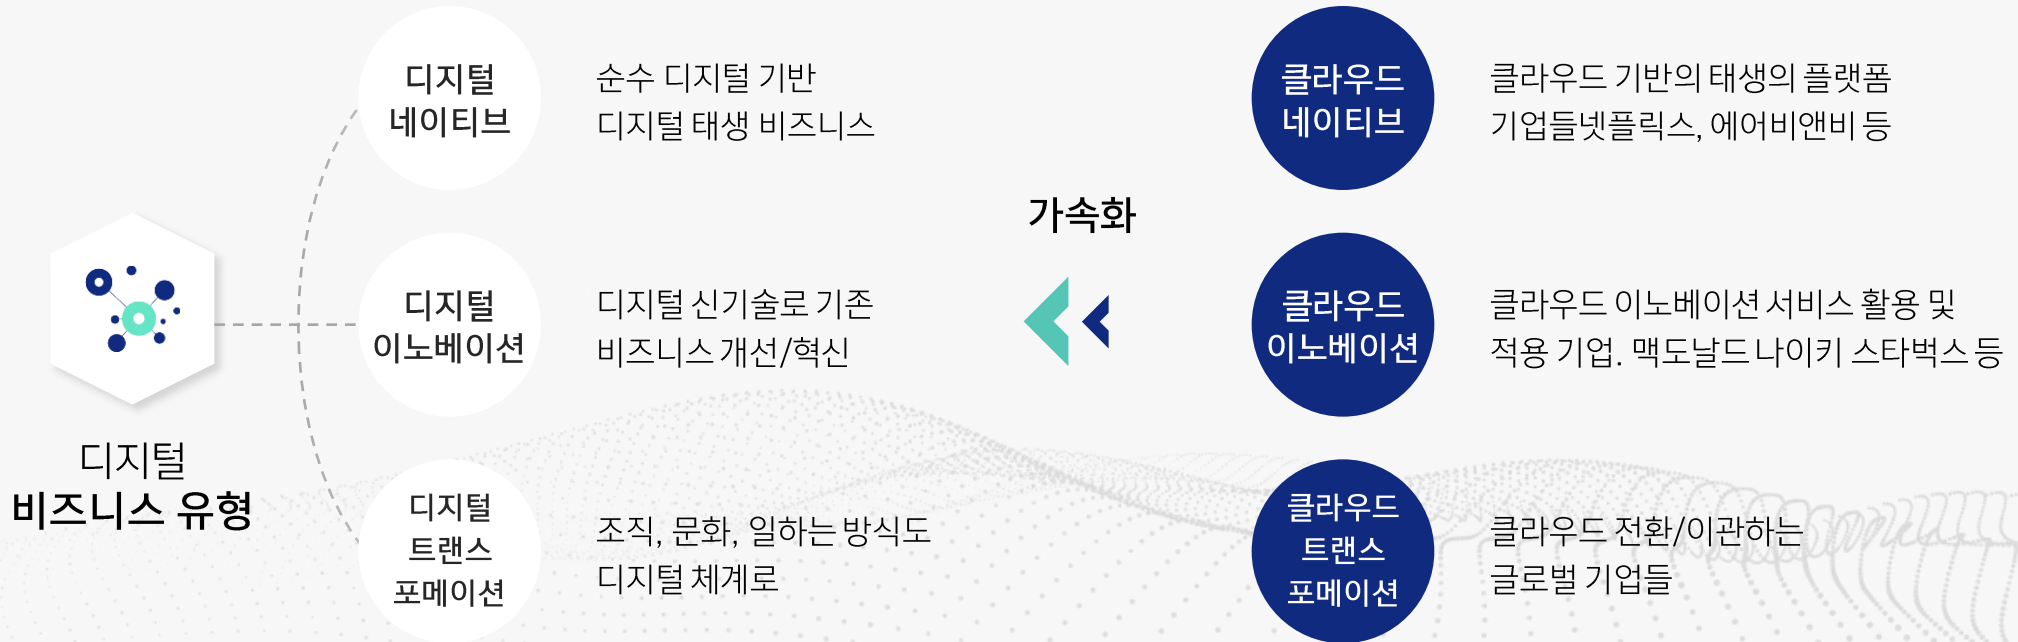 디지털
비즈니스 유형
디지털
네이티브
순수 디지털 기반
디지털 태생 비즈니스
디지털
이노베이션
디지털 신기술로 기존
비즈니스 개선/혁신
디지털
트랜스
포메이션
조직, 문화, 일하는 방식도
디지털 체계로
가속화
클라우드
네이티브
클라우드 기반의 태생의 플랫폼
기업들넷플릭스, 에어비앤비 등
클라우드
이노베이션
클라우드 이노베이션 서비스 활용 및
적용 기업. 맥도날드 나이키 스타벅스 등
클라우드
트랜스
포메이션
클라우드 전환/이관하는
글로벌 기업들